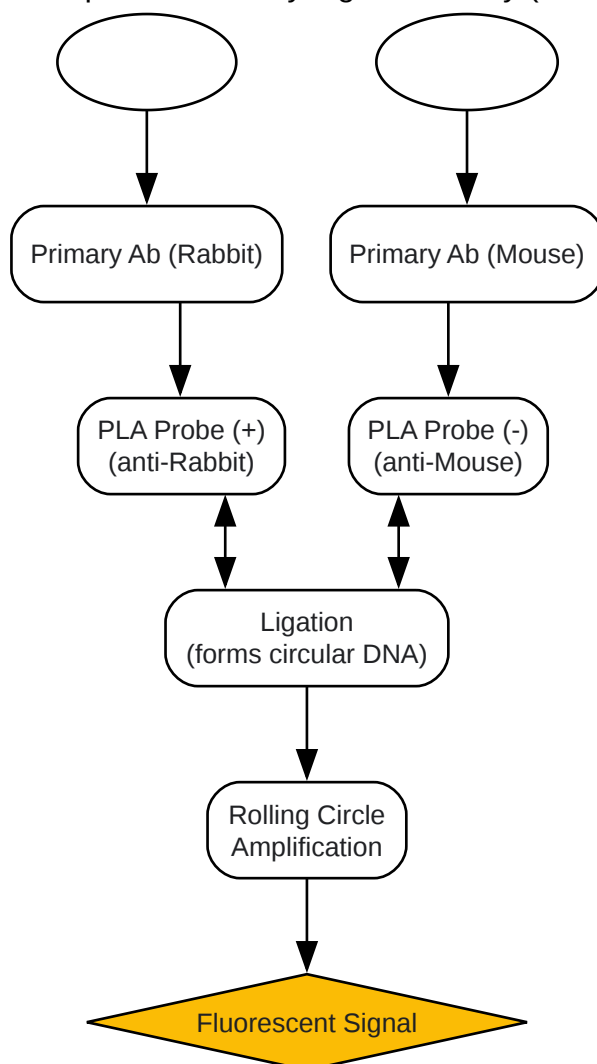 Primary Ab (Rabbit)
Primary Ab (Mouse)
PLA Probe (+)
(anti-Rabbit)
PLA Probe (-)
(anti-Mouse)
Ligation
(forms circular DNA)
Rolling Circle
Amplification
Fluorescent Signal